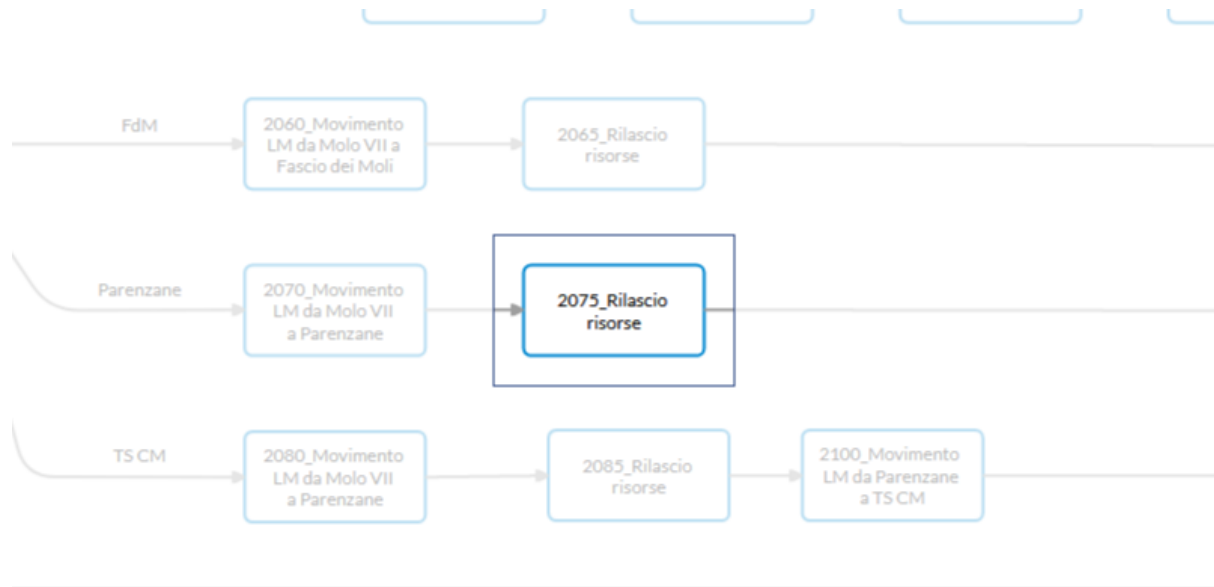 FdM
2060_Movimento
LM da Molo VII a
Fascio dei Moli
2065_Rilascio
risorse
Parenzane
2070_Movimento
LM da Molo VII
a Parenzane
2075_Rilascio
risorse
TS CM
2080_Movimento
LM da Molo VII
a Parenzane
2085_Rilascio
risorse
2100_Movimento
LM da Parenzane
a TS CM